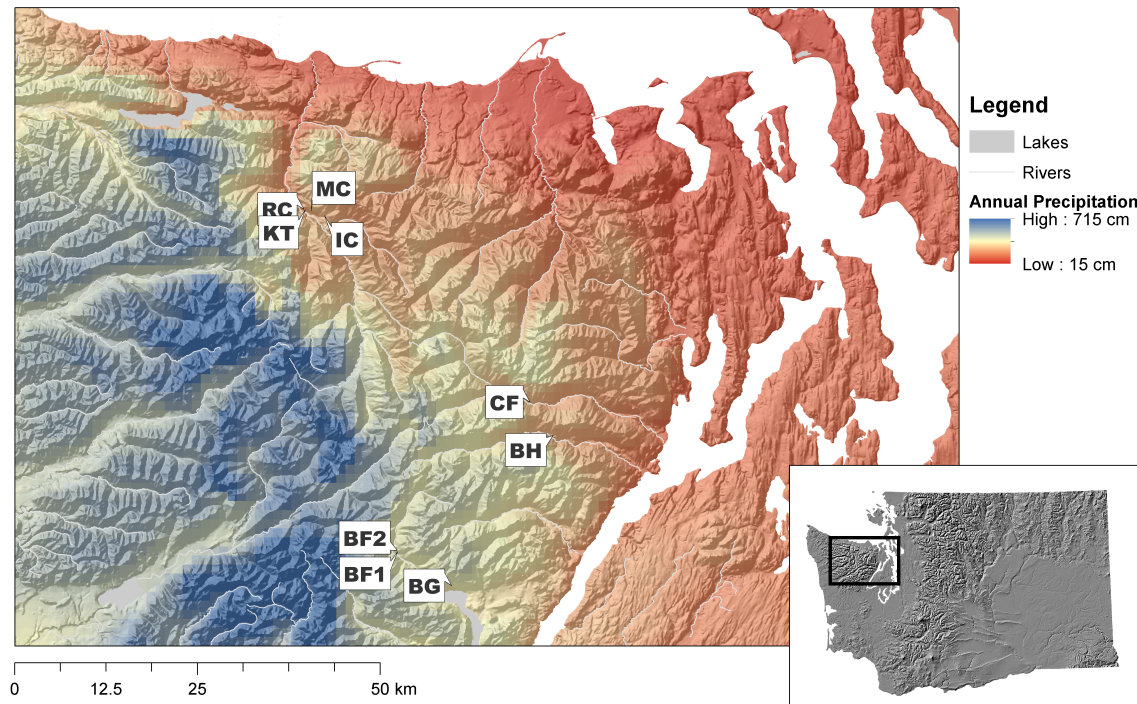 Legend
Lakes
Rivers
Annual Precipitation
High : 715 cm
Low : 15 cm
MC
RC
KT
IC
CF
BH
BF2
BF1
BG
0 12.5 25 50 km